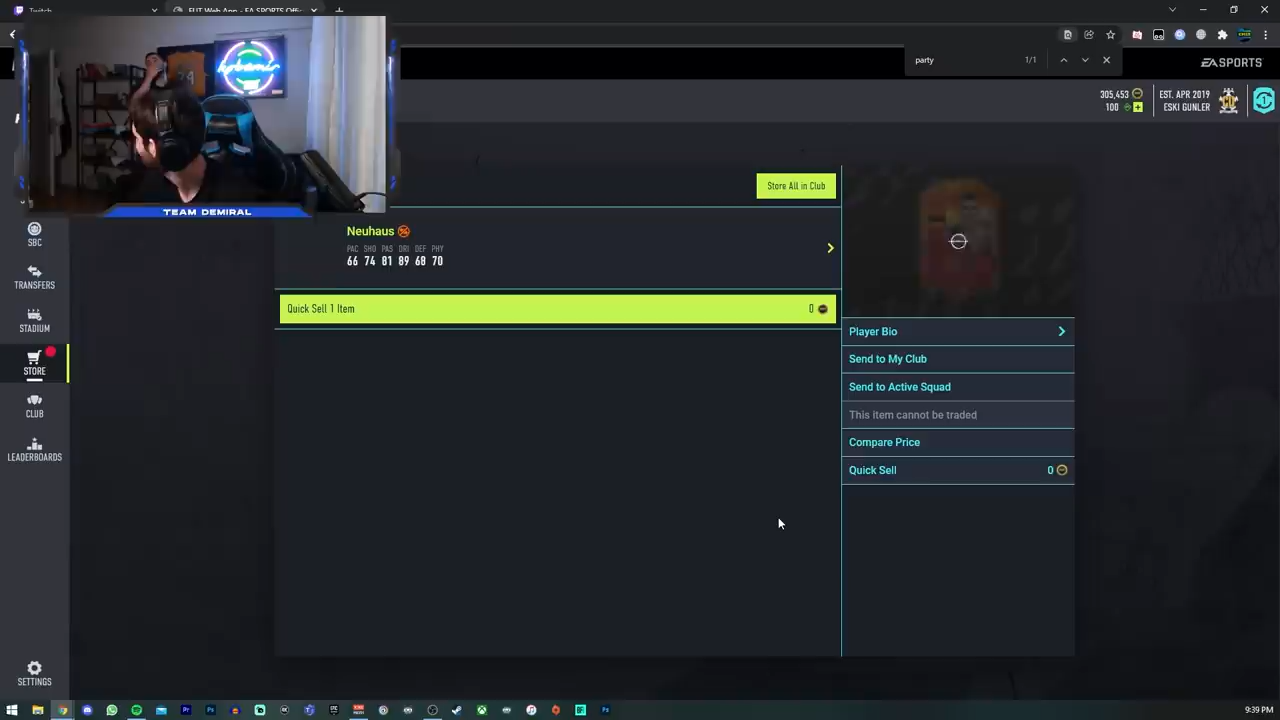 Twitch
FUT Web App - EA SPORTS Offi
party
1/1
EA SPORTS
305,453
100
EST. APR 2019
ESKI GUNLER
TEAM DEMIRAL
Store All in Club
Neuhaus
PAC SHO PAS DRI DEF PHY
66 74 81 89 68 70
Quick Sell 1 Item 0
Player Bio
Send to My Club
Send to Active Squad
This item cannot be traded
Compare Price
Quick Sell 0
SBC
TRANSFERS
STADIUM
STORE
CLUB
LEADERBOARDS
SETTINGS
9:39 PM